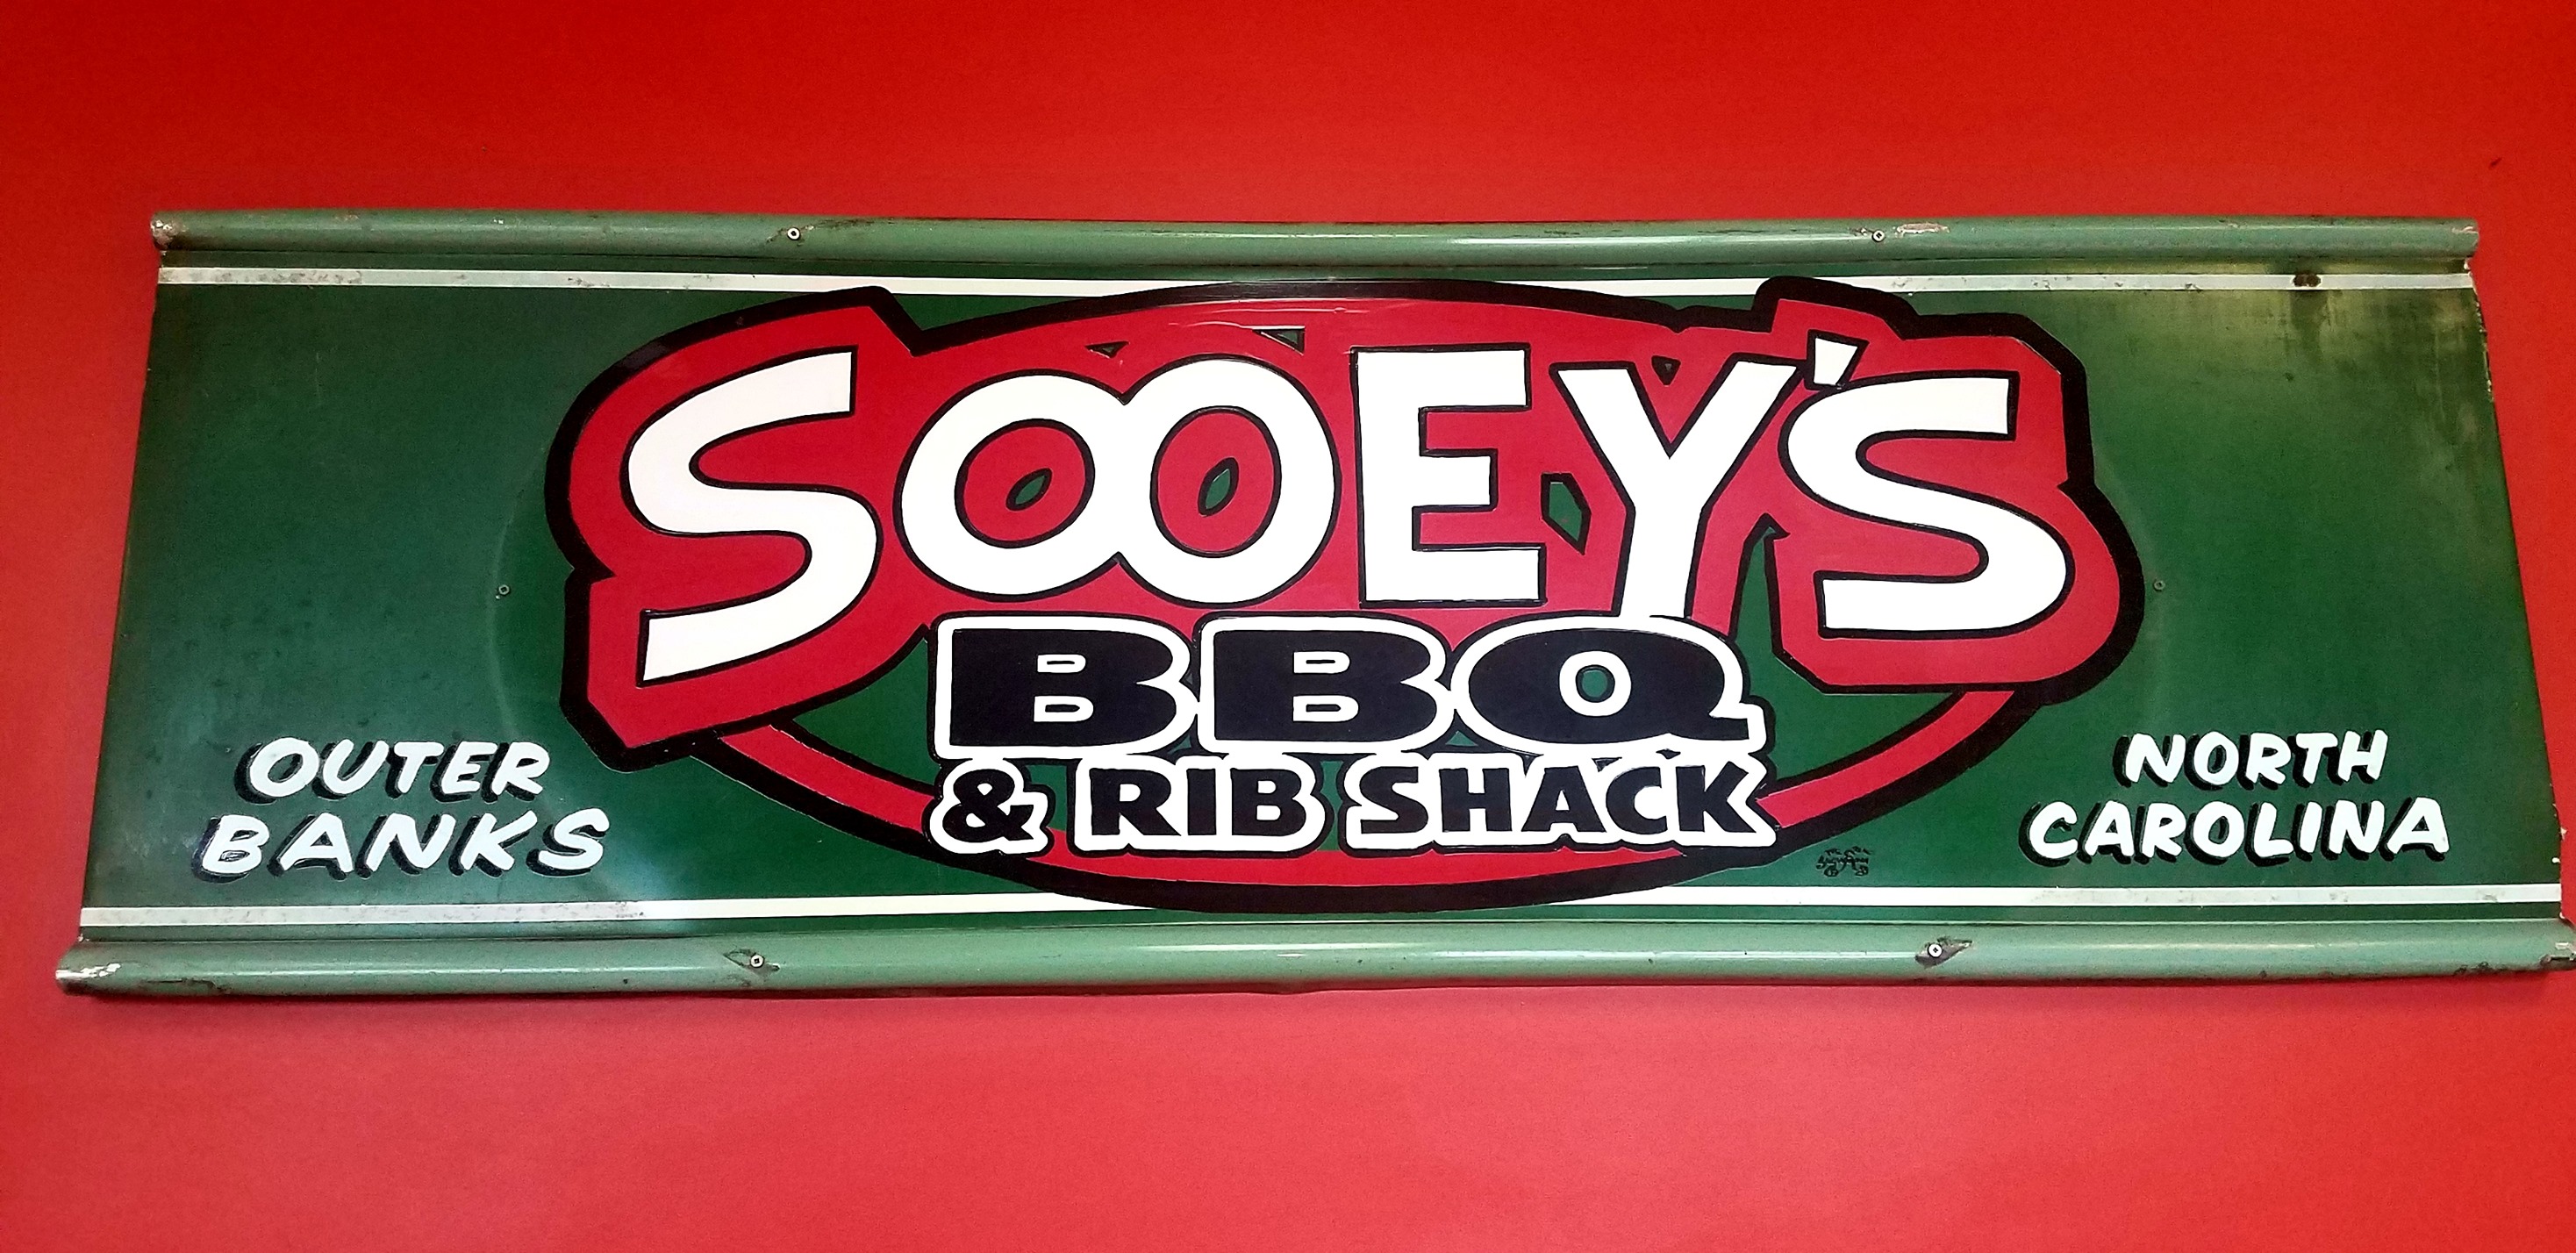 SOOEY'S
BBQ
& RIB SHACK
OUTER
BANKS
NORTH
CAROLINA